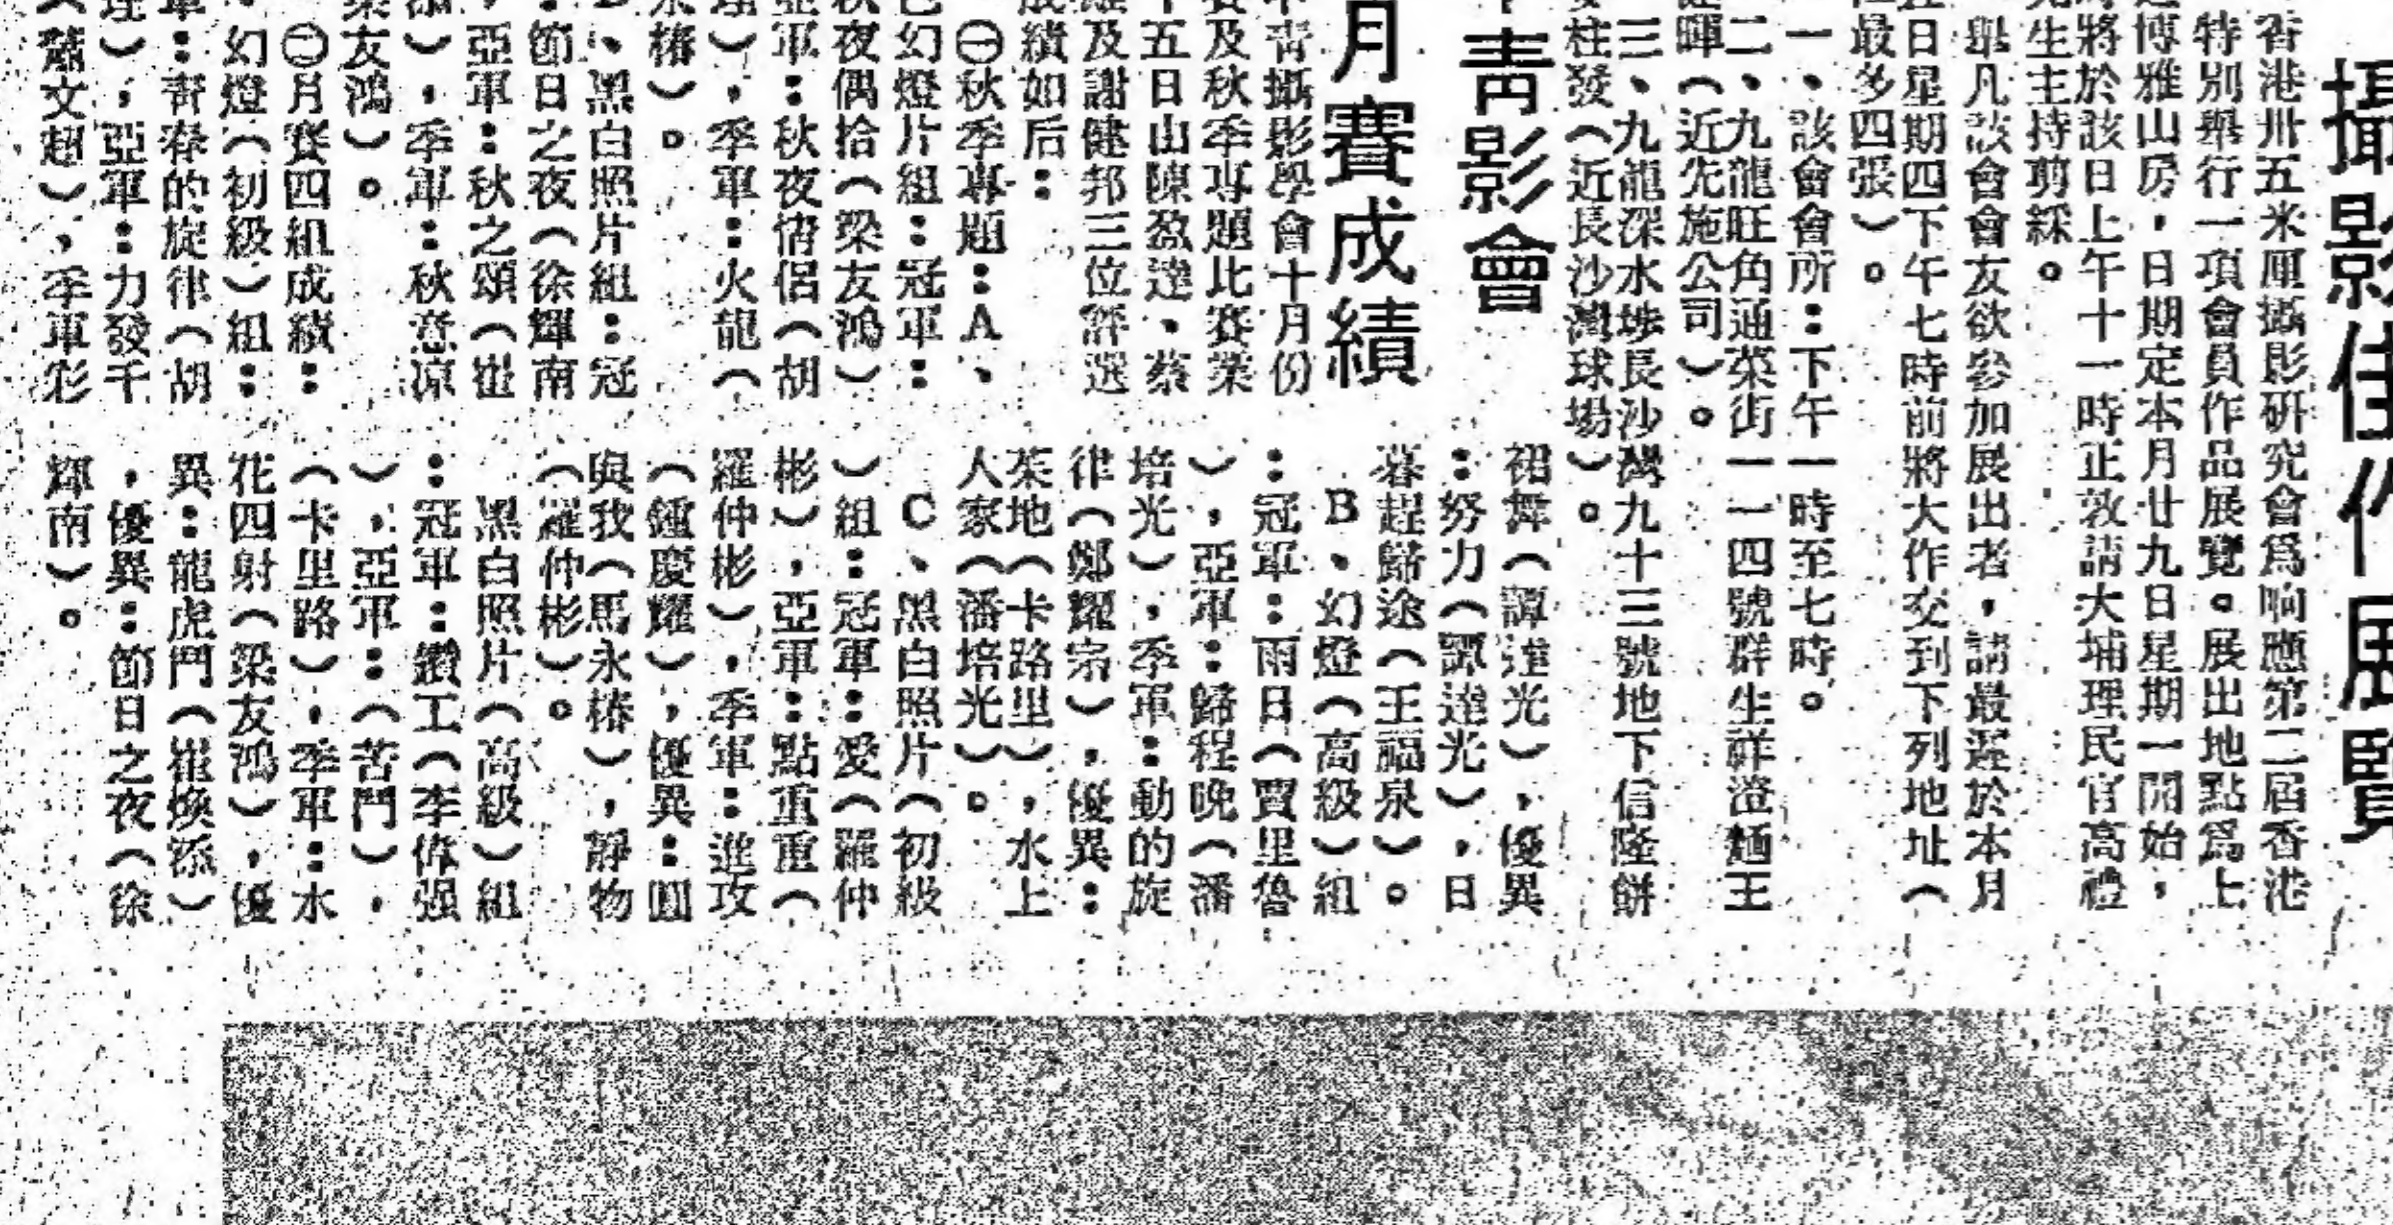 攝影佳作展覽
香港卅五米厘攝影研究會爲响應第二届香港
特別舉行一項會員作品展覽。展出地點爲上
博雅山房，日期定本月廿九日星期一開始，
將於該日上午十一時正敦請大埔理民官高禮
生主持剪綵。
舉凡該會會友欲參加展出者，請最遲於本月
日星期四下午七時前將大作交到下列地址（
最多四張）。
一、該會會所：下午一時至七時。
二、九龍旺角通菜街一一四號群生祥澄麵王
暉（近先施公司）。
三、九龍深水埗長沙灣九十三號地下信隆餅
柱發（近長沙灣球場）。
青影會
月賽成績
青攝影學會十月份
及秋季專題比賽業
五日山陳盈達、蔡
及謝健邦三位評選
績如后：
㊀秋季專題：A、
幻燈片組：冠軍：
夜偶拾（梁友鴻）
軍：秋夜情侶（胡
），季軍：火龍（
椿）。
、黑白照片組：冠
：節日之夜（徐輝南
，亞軍：秋之頌（崔
），季軍：秋意凉
友鴻）。
㊁月賽四組成績：
幻燈（初級）組：
：青春的旋律（胡
），亞軍：力發千
（蕭文超），季軍彩
裙舞（譚達光），優異
：努力（譚達光），日
暮趕歸途（王福泉）。
B、幻燈（高級）組
：冠軍：雨日（賈里魯
），亞軍：歸程晚（潘
培光），季軍：動的旋
律（鄭耀宗），優異：
茱地（卡路里），水上
人家（潘培光）。
C、黑白照片（初級
）組：冠軍：愛（羅仲
彬），亞軍：點重重（
羅仲彬），季軍：進攻
（鍾慶耀），優異：圓
與我（馬永椿），靜物
（羅仲彬）。
黑白照片（高級）組
：冠軍：鑽工（李偉强
），亞軍：（苦鬥），
（卡里路），季軍：水
花四射（梁友鴻），優
異：龍虎鬥（崔煥添）
，優異：節日之夜（徐
輝南）。